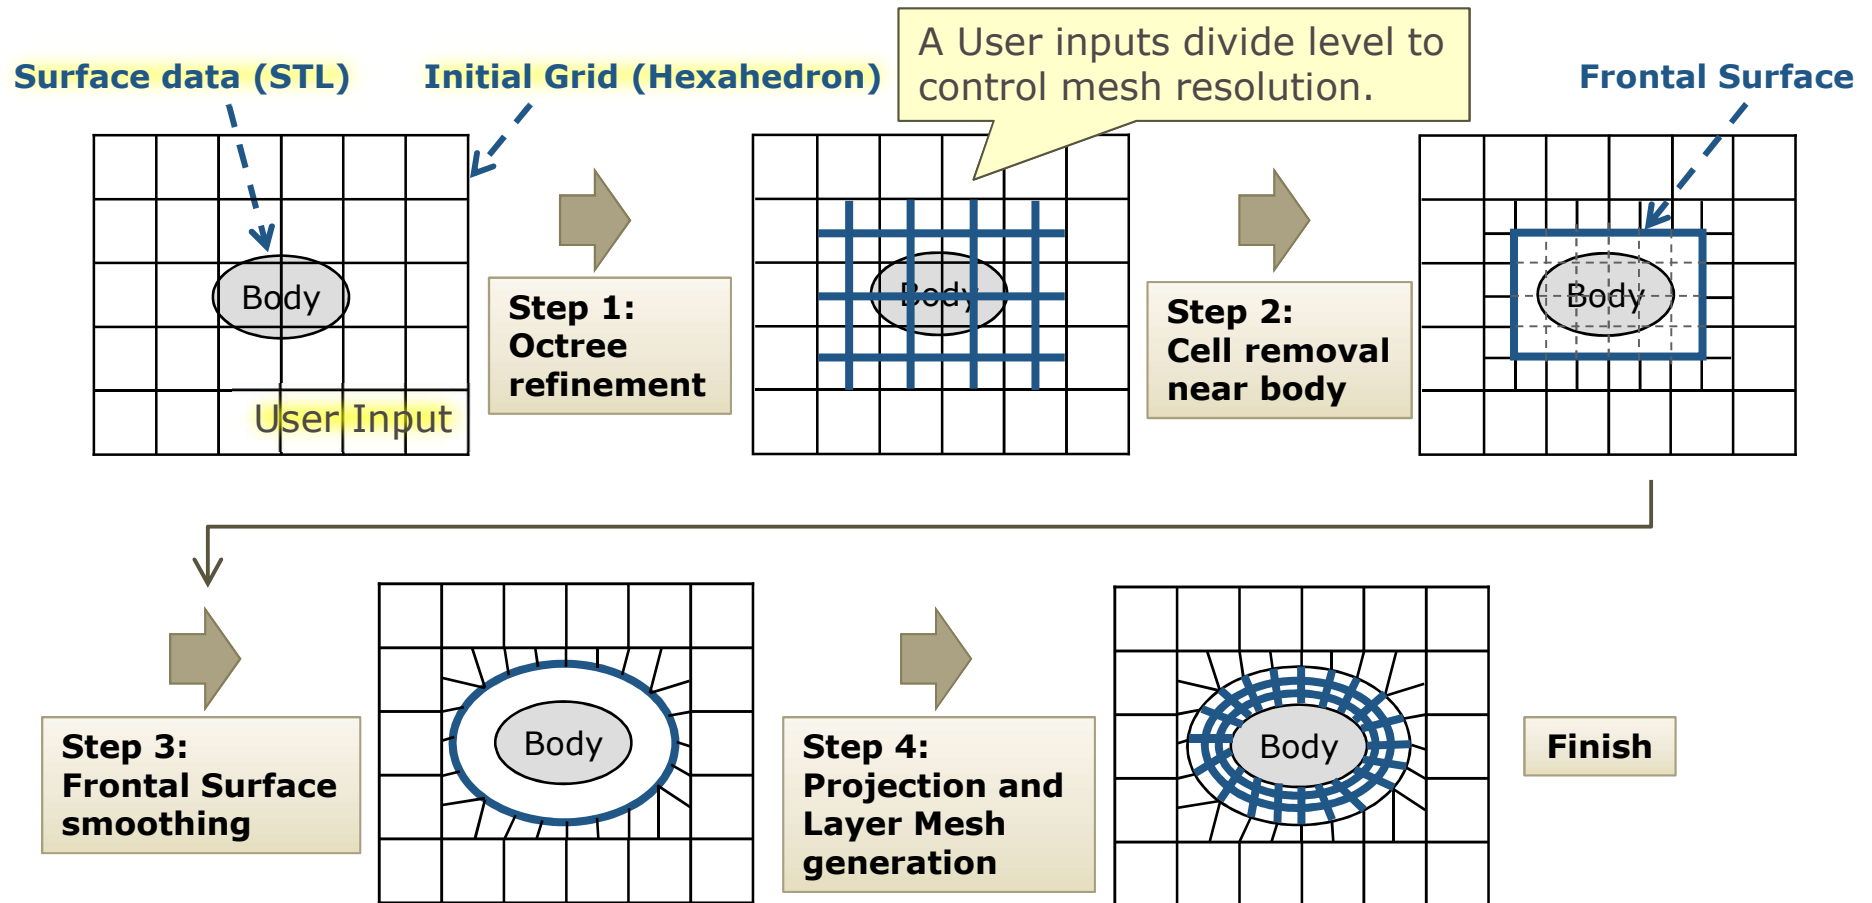 Surface data (STL)
Initial Grid (Hexahedron)
A User inputs divide level to
control mesh resolution.
Frontal Surface
Body
User Input
Step 1:
Octree
refinement
Body
Step 2:
Cell removal
near body
Body
Step 3:
Frontal Surface
smoothing
Body
Step 4:
Projection and
Layer Mesh
generation
Body
Finish